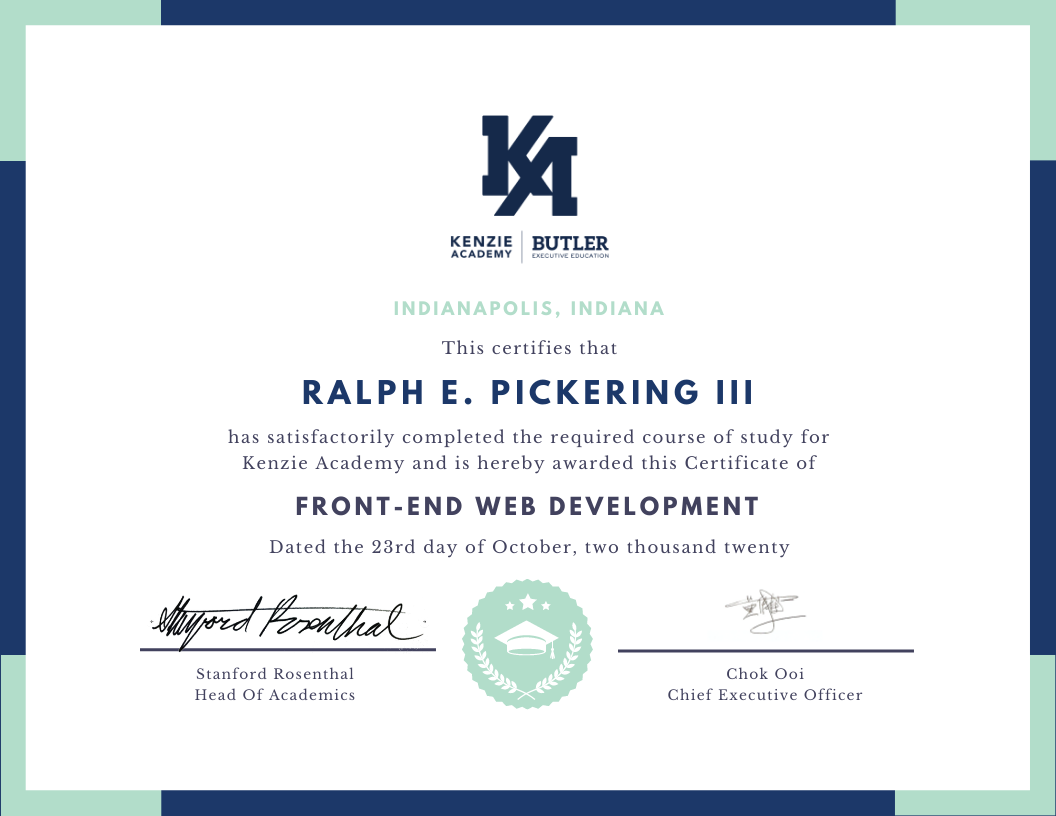 KA
KENZIE ACADEMY | BUTLER EXECUTIVE EDUCATION
INDIANAPOLIS, INDIANA
This certifies that
RALPH E. PICKERING III
has satisfactorily completed the required course of study for
Kenzie Academy and is hereby awarded this Certificate of
FRONT-END WEB DEVELOPMENT
Dated the 23rd day of October, two thousand twenty
Stanford Rosenthal
Stanford Rosenthal
Head Of Academics
Chok Ooi
Chief Executive Officer